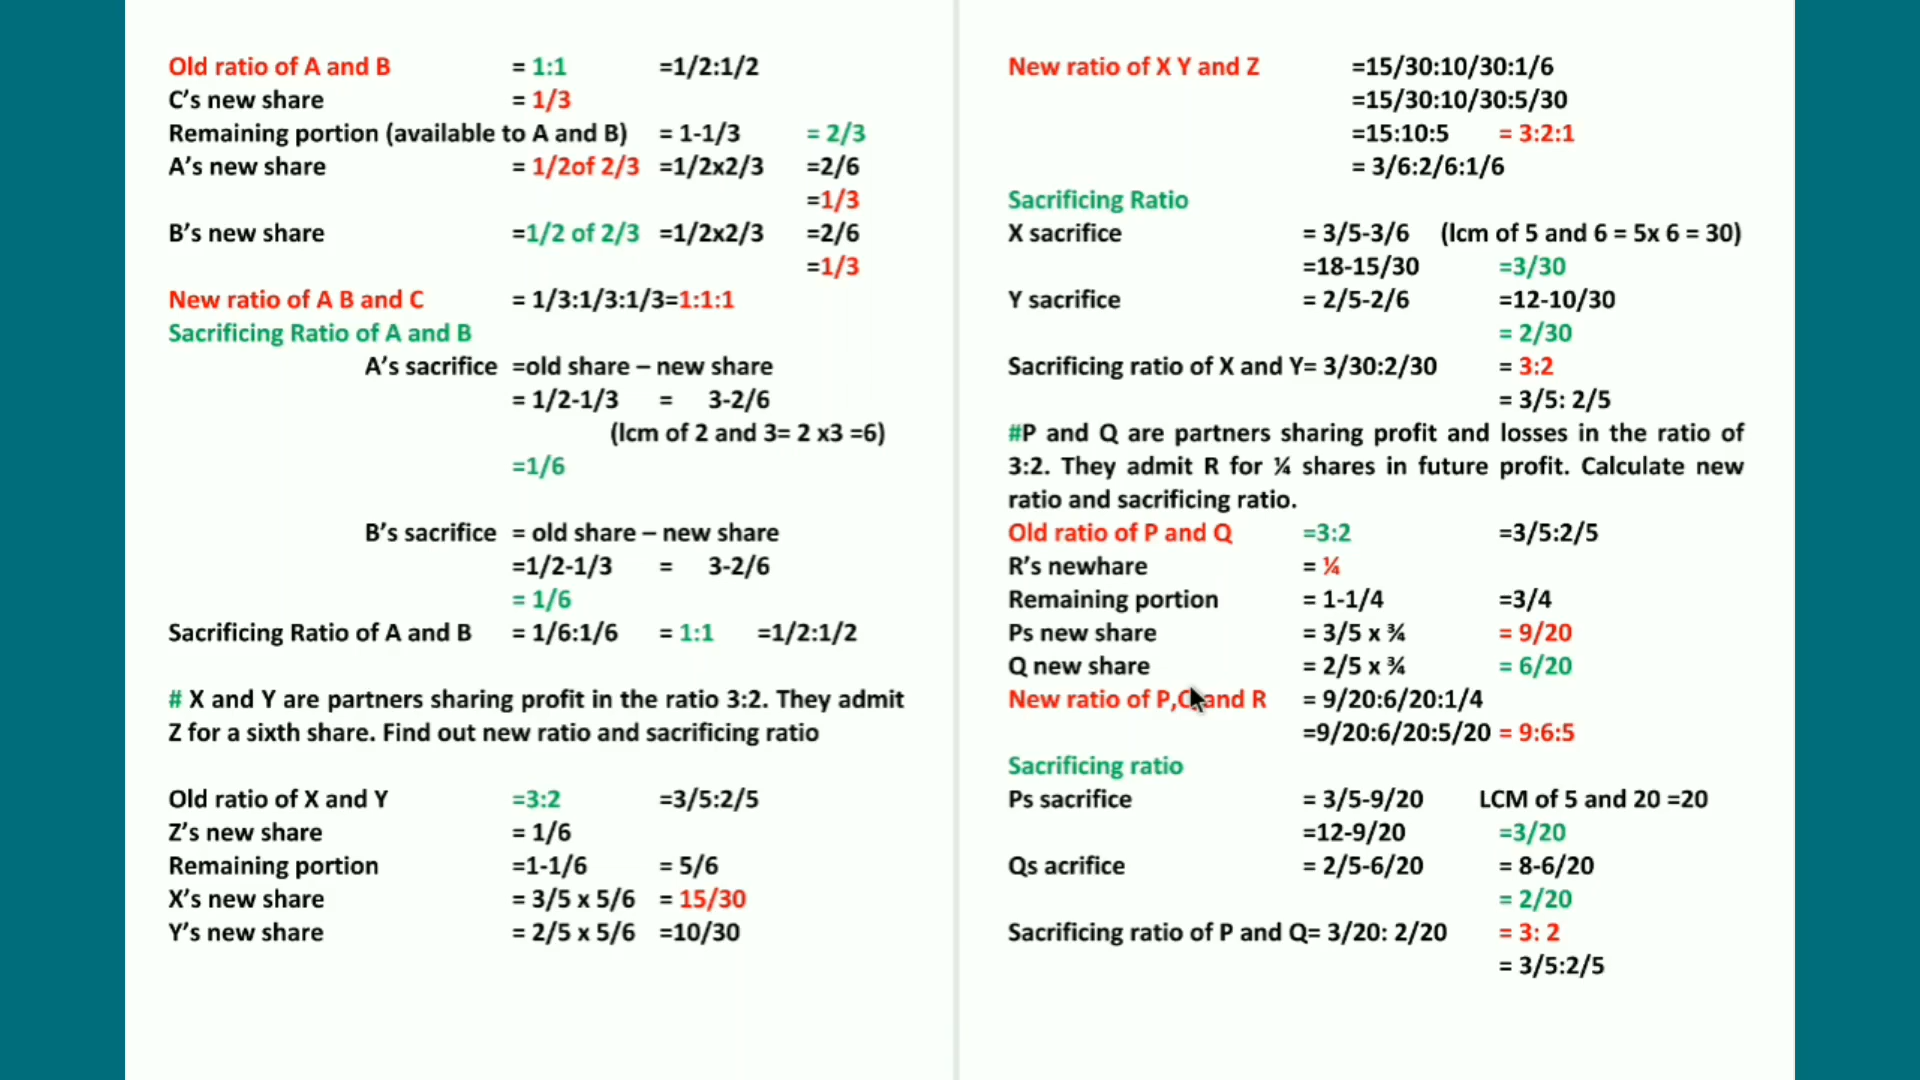 Old ratio of A and B = 1:1 =1/2:1/2
C’s new share = 1/3
Remaining portion (available to A and B) = 1-1/3 = 2/3
A’s new share = 1/2of 2/3 =1/2x2/3 =2/6
=1/3
B’s new share =1/2 of 2/3 =1/2x2/3 =2/6
=1/3
New ratio of A B and C = 1/3:1/3:1/3=1:1:1
Sacrificing Ratio of A and B
A’s sacrifice =old share – new share
= 1/2-1/3 = 3-2/6
(lcm of 2 and 3= 2 x3 =6)
=1/6
B’s sacrifice = old share – new share
=1/2-1/3 = 3-2/6
= 1/6
Sacrificing Ratio of A and B = 1/6:1/6 = 1:1 =1/2:1/2
# X and Y are partners sharing profit in the ratio 3:2. They admit
Z for a sixth share. Find out new ratio and sacrificing ratio
Old ratio of X and Y =3:2 =3/5:2/5
Z’s new share = 1/6
Remaining portion =1-1/6 = 5/6
X’s new share = 3/5 x 5/6 = 15/30
Y’s new share = 2/5 x 5/6 =10/30
New ratio of X Y and Z =15/30:10/30:1/6
=15/30:10/30:5/30
=15:10:5 = 3:2:1
= 3/6:2/6:1/6
Sacrificing Ratio
X sacrifice = 3/5-3/6 (lcm of 5 and 6 = 5x 6 = 30)
=18-15/30 =3/30
Y sacrifice = 2/5-2/6 =12-10/30
= 2/30
Sacrificing ratio of X and Y= 3/30:2/30 = 3:2
= 3/5: 2/5
#P and Q are partners sharing profit and losses in the ratio of
3:2. They admit R for ¼ shares in future profit. Calculate new
ratio and sacrificing ratio.
Old ratio of P and Q =3:2 =3/5:2/5
R’s newhare = ¼
Remaining portion = 1-1/4 =3/4
Ps new share = 3/5 x ¾ = 9/20
Q new share = 2/5 x ¾ = 6/20
New ratio of P,Q and R = 9/20:6/20:1/4
=9/20:6/20:5/20 = 9:6:5
Sacrificing ratio
Ps sacrifice = 3/5-9/20 LCM of 5 and 20 =20
=12-9/20 =3/20
Qs acrifice = 2/5-6/20 = 8-6/20
= 2/20
Sacrificing ratio of P and Q= 3/20: 2/20 = 3: 2
= 3/5:2/5